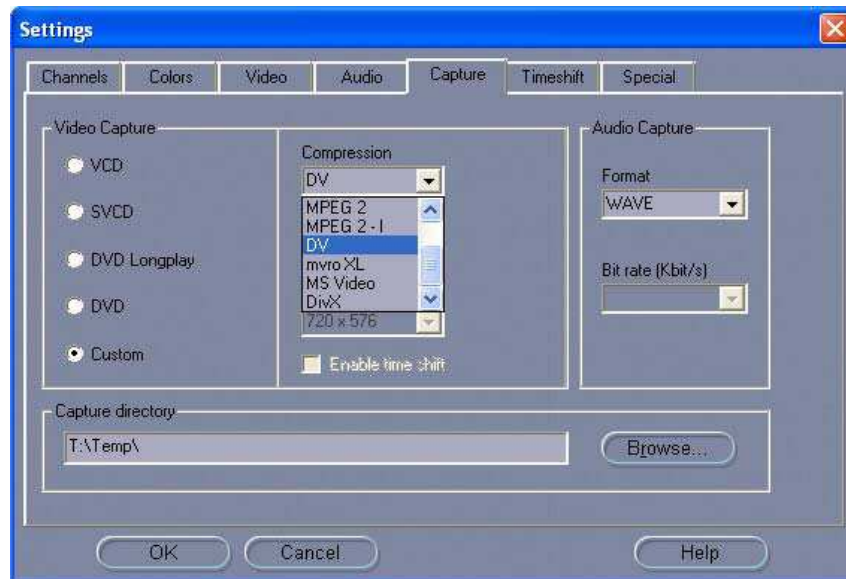 Settings
Channels Colors Video Audio Capture Timeshift Special
Video Capture
VCD
SVCD
DVD Longplay
DVD
Custom
Compression
DV
MPEG 2
MPEG 2 - I
DV
mvro XL
MS Video
DivX
720 x 576
Enable time shift
Audio Capture
Format
WAVE
Bit rate (Kbit/s)
Capture directory
T:\Temp\
Browse...
OK Cancel Help